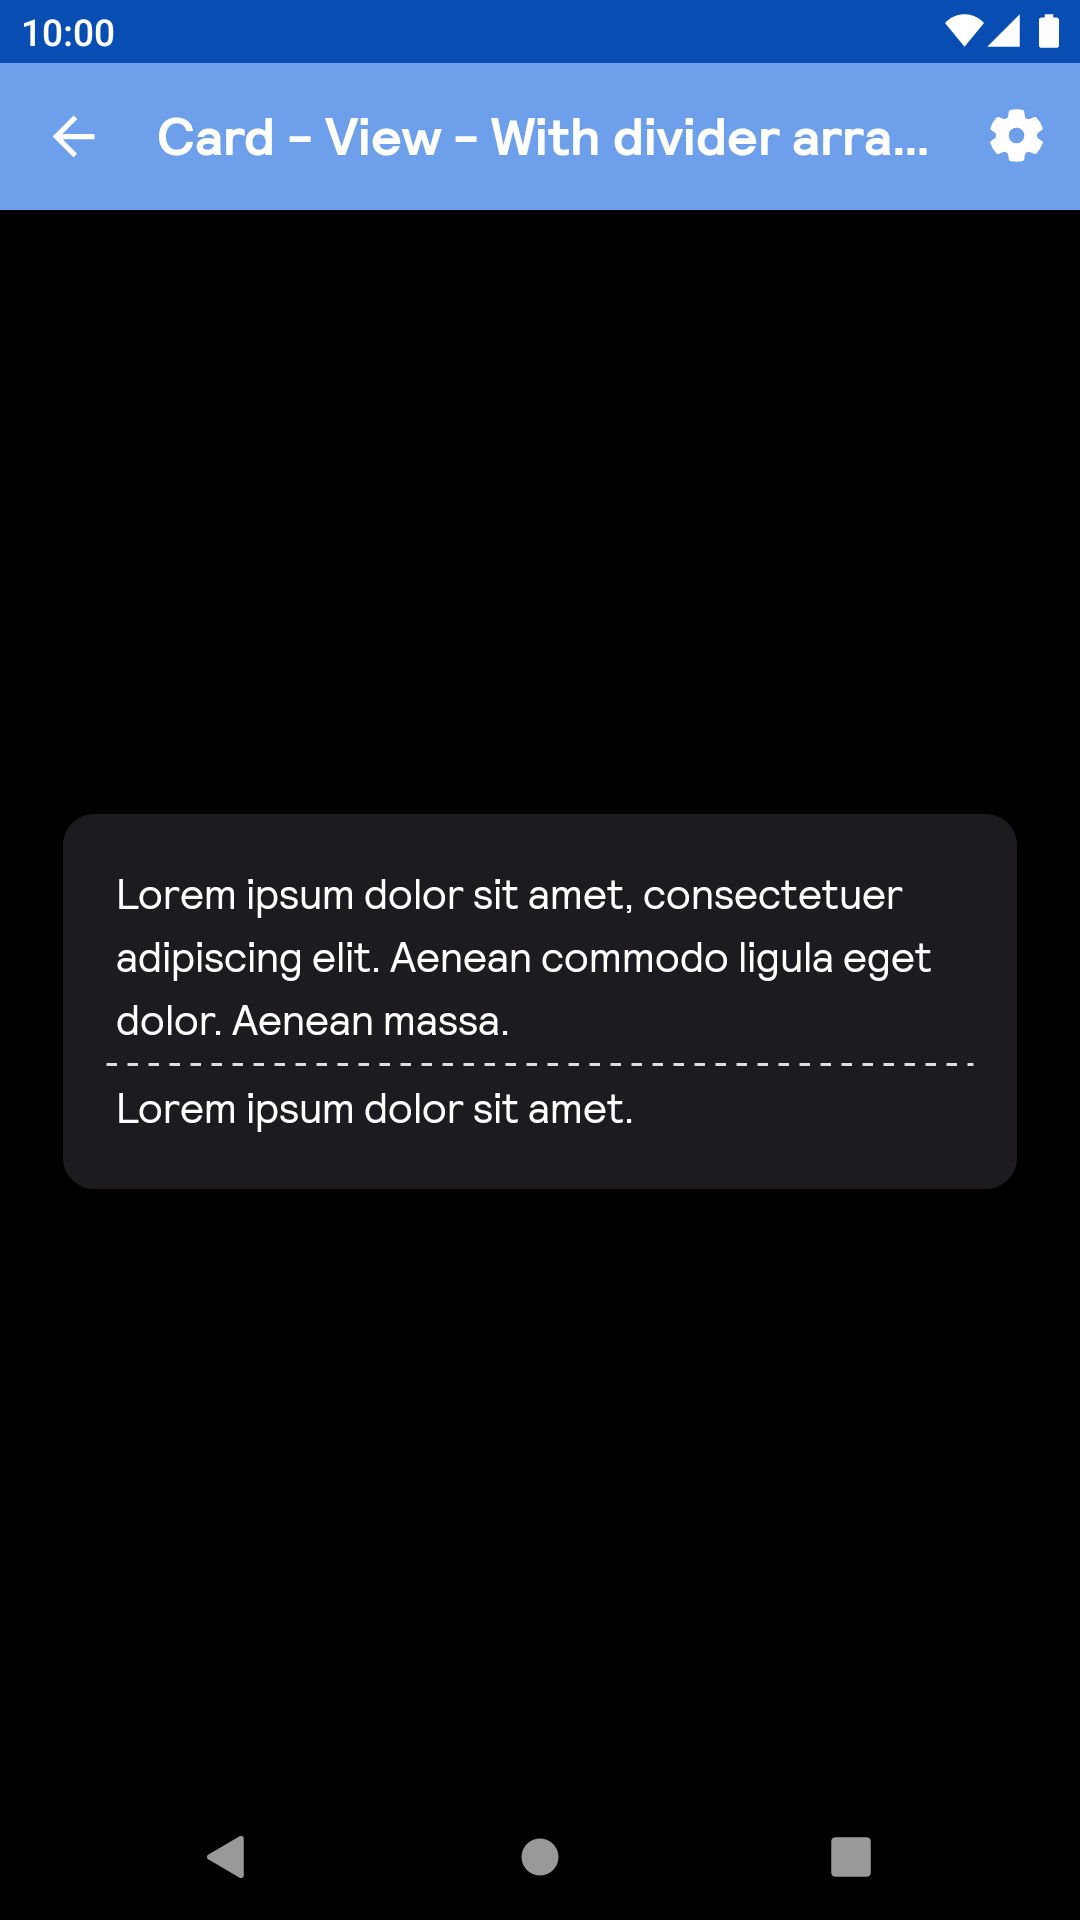 10:00
Card - View - With divider arra...
Lorem ipsum dolor sit amet, consectetuer
adipiscing elit. Aenean commodo ligula eget
dolor. Aenean massa.
Lorem ipsum dolor sit amet.